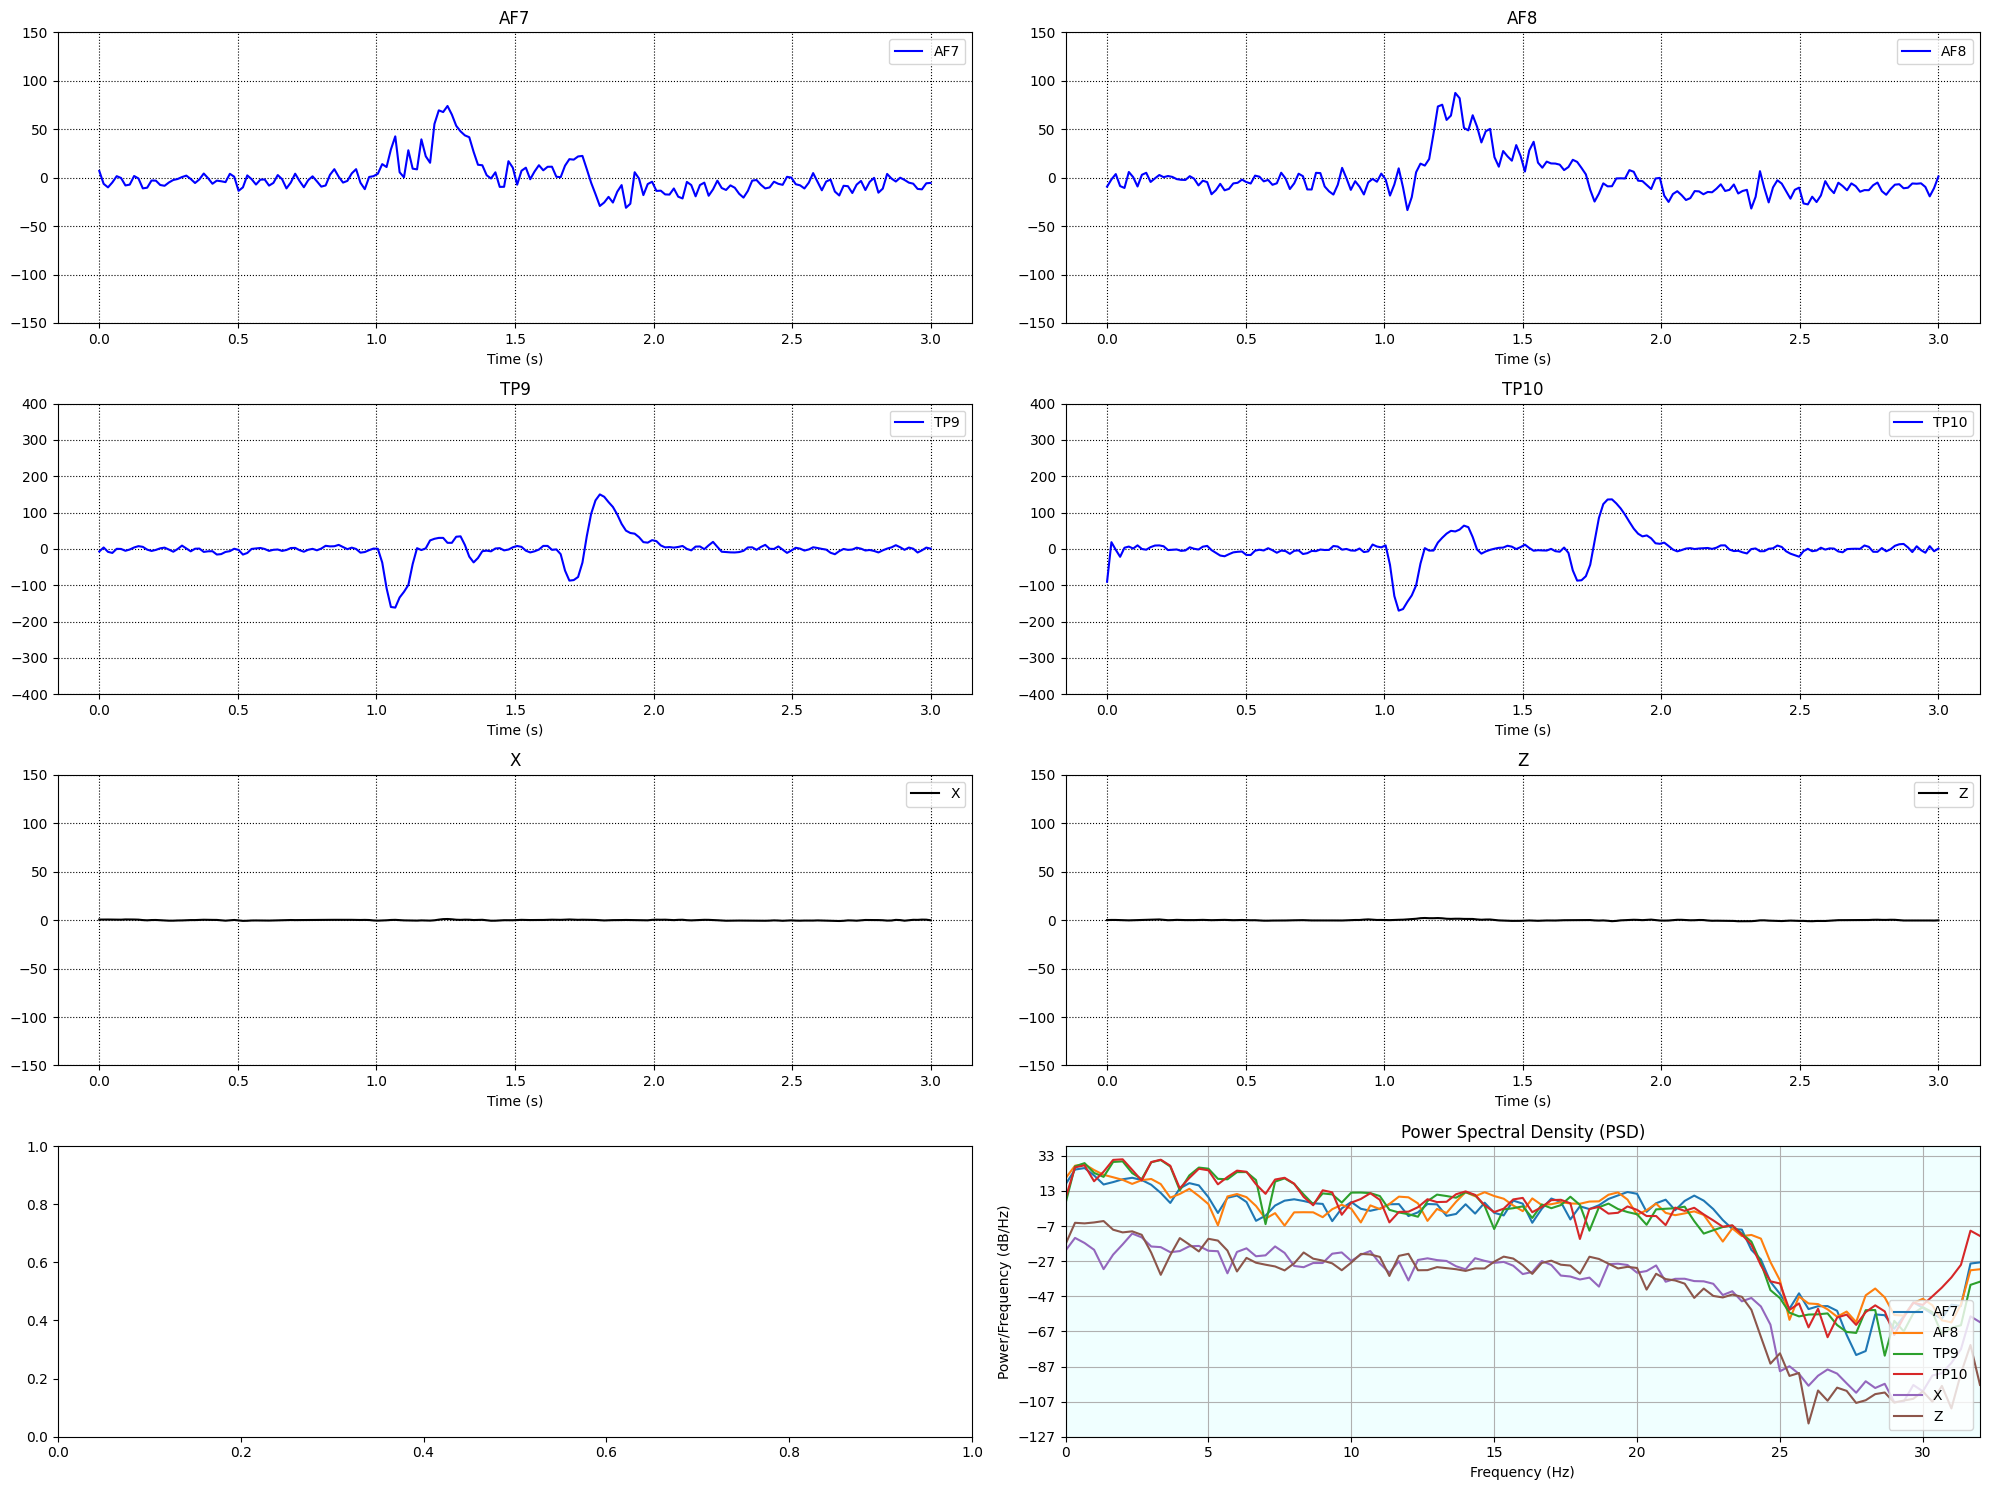 AF7
150
100
50
0
−50
−100
−150
0.0 0.5 1.0 1.5 2.0 2.5 3.0
Time (s)
AF7
AF8
150
100
50
0
−50
−100
−150
0.0 0.5 1.0 1.5 2.0 2.5 3.0
Time (s)
AF8
TP9
400
300
200
100
0
−100
−200
−300
−400
0.0 0.5 1.0 1.5 2.0 2.5 3.0
Time (s)
TP9
TP10
400
300
200
100
0
−100
−200
−300
−400
0.0 0.5 1.0 1.5 2.0 2.5 3.0
Time (s)
TP10
X
150
100
50
0
−50
−100
−150
0.0 0.5 1.0 1.5 2.0 2.5 3.0
Time (s)
X
Z
150
100
50
0
−50
−100
−150
0.0 0.5 1.0 1.5 2.0 2.5 3.0
Time (s)
Z
1.0
0.8
0.6
0.4
0.2
0.0
0.0 0.2 0.4 0.6 0.8 1.0
Power Spectral Density (PSD)
Power/Frequency (dB/Hz)
33
13
−7
−27
−47
−67
−87
−107
−127
0 5 10 15 20 25 30
Frequency (Hz)
AF7
AF8
TP9
TP10
X
Z